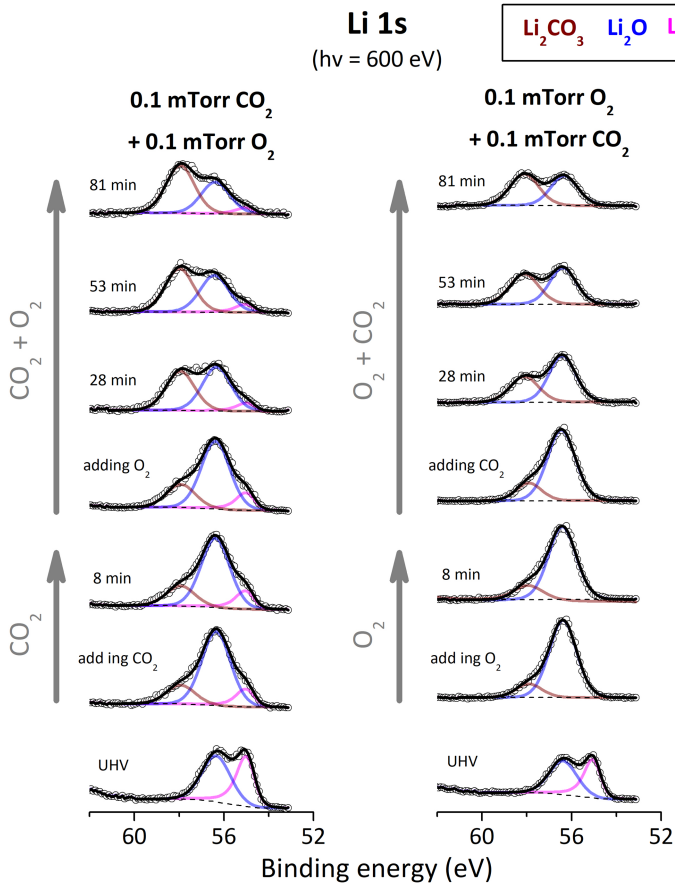 Li 1s
(hv = 600 eV)
Li₂CO₃ Li₂O L
0.1 mTorr CO₂
+ 0.1 mTorr O₂
81 min
53 min
28 min
adding O₂
8 min
add ing CO₂
UHV
CO₂ + O₂
CO₂
60 56 52
0.1 mTorr O₂
+ 0.1 mTorr CO₂
81 min
53 min
28 min
adding CO₂
8 min
add ing O₂
UHV
O₂ + CO₂
O₂
60 56 52
Binding energy (eV)